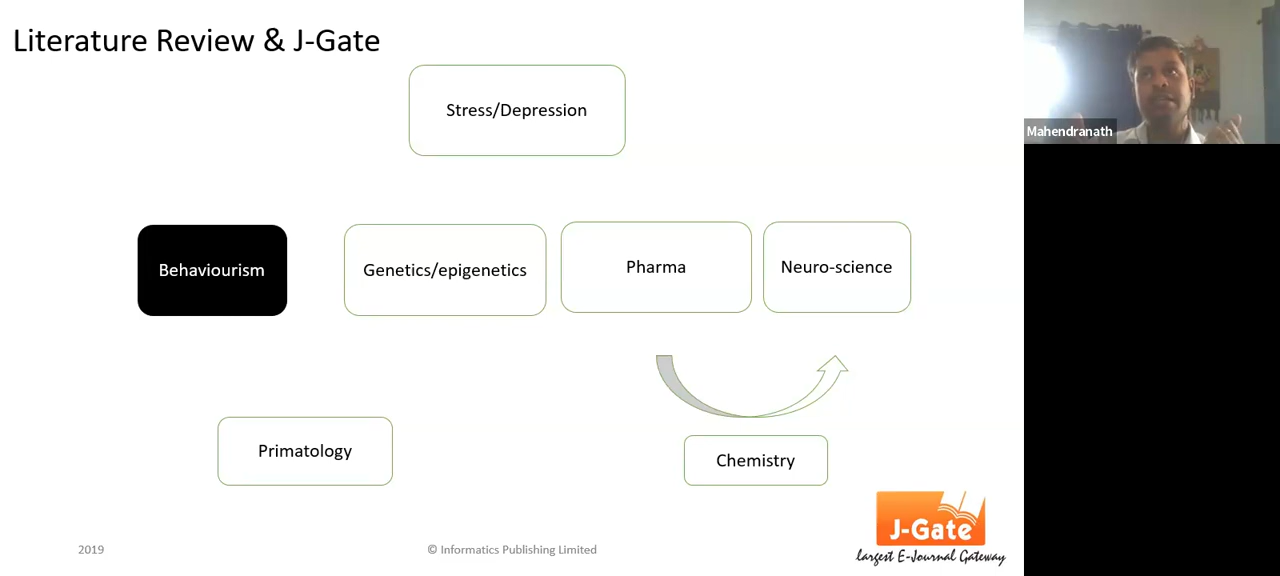 Literature Review & J-Gate
Stress/Depression
Mahendranath
Behaviourism
Genetics/epigenetics
Pharma
Neuro-science
Primatology
Chemistry
J-Gate
largest E-Journal Gateway
2019
© Informatics Publishing Limited